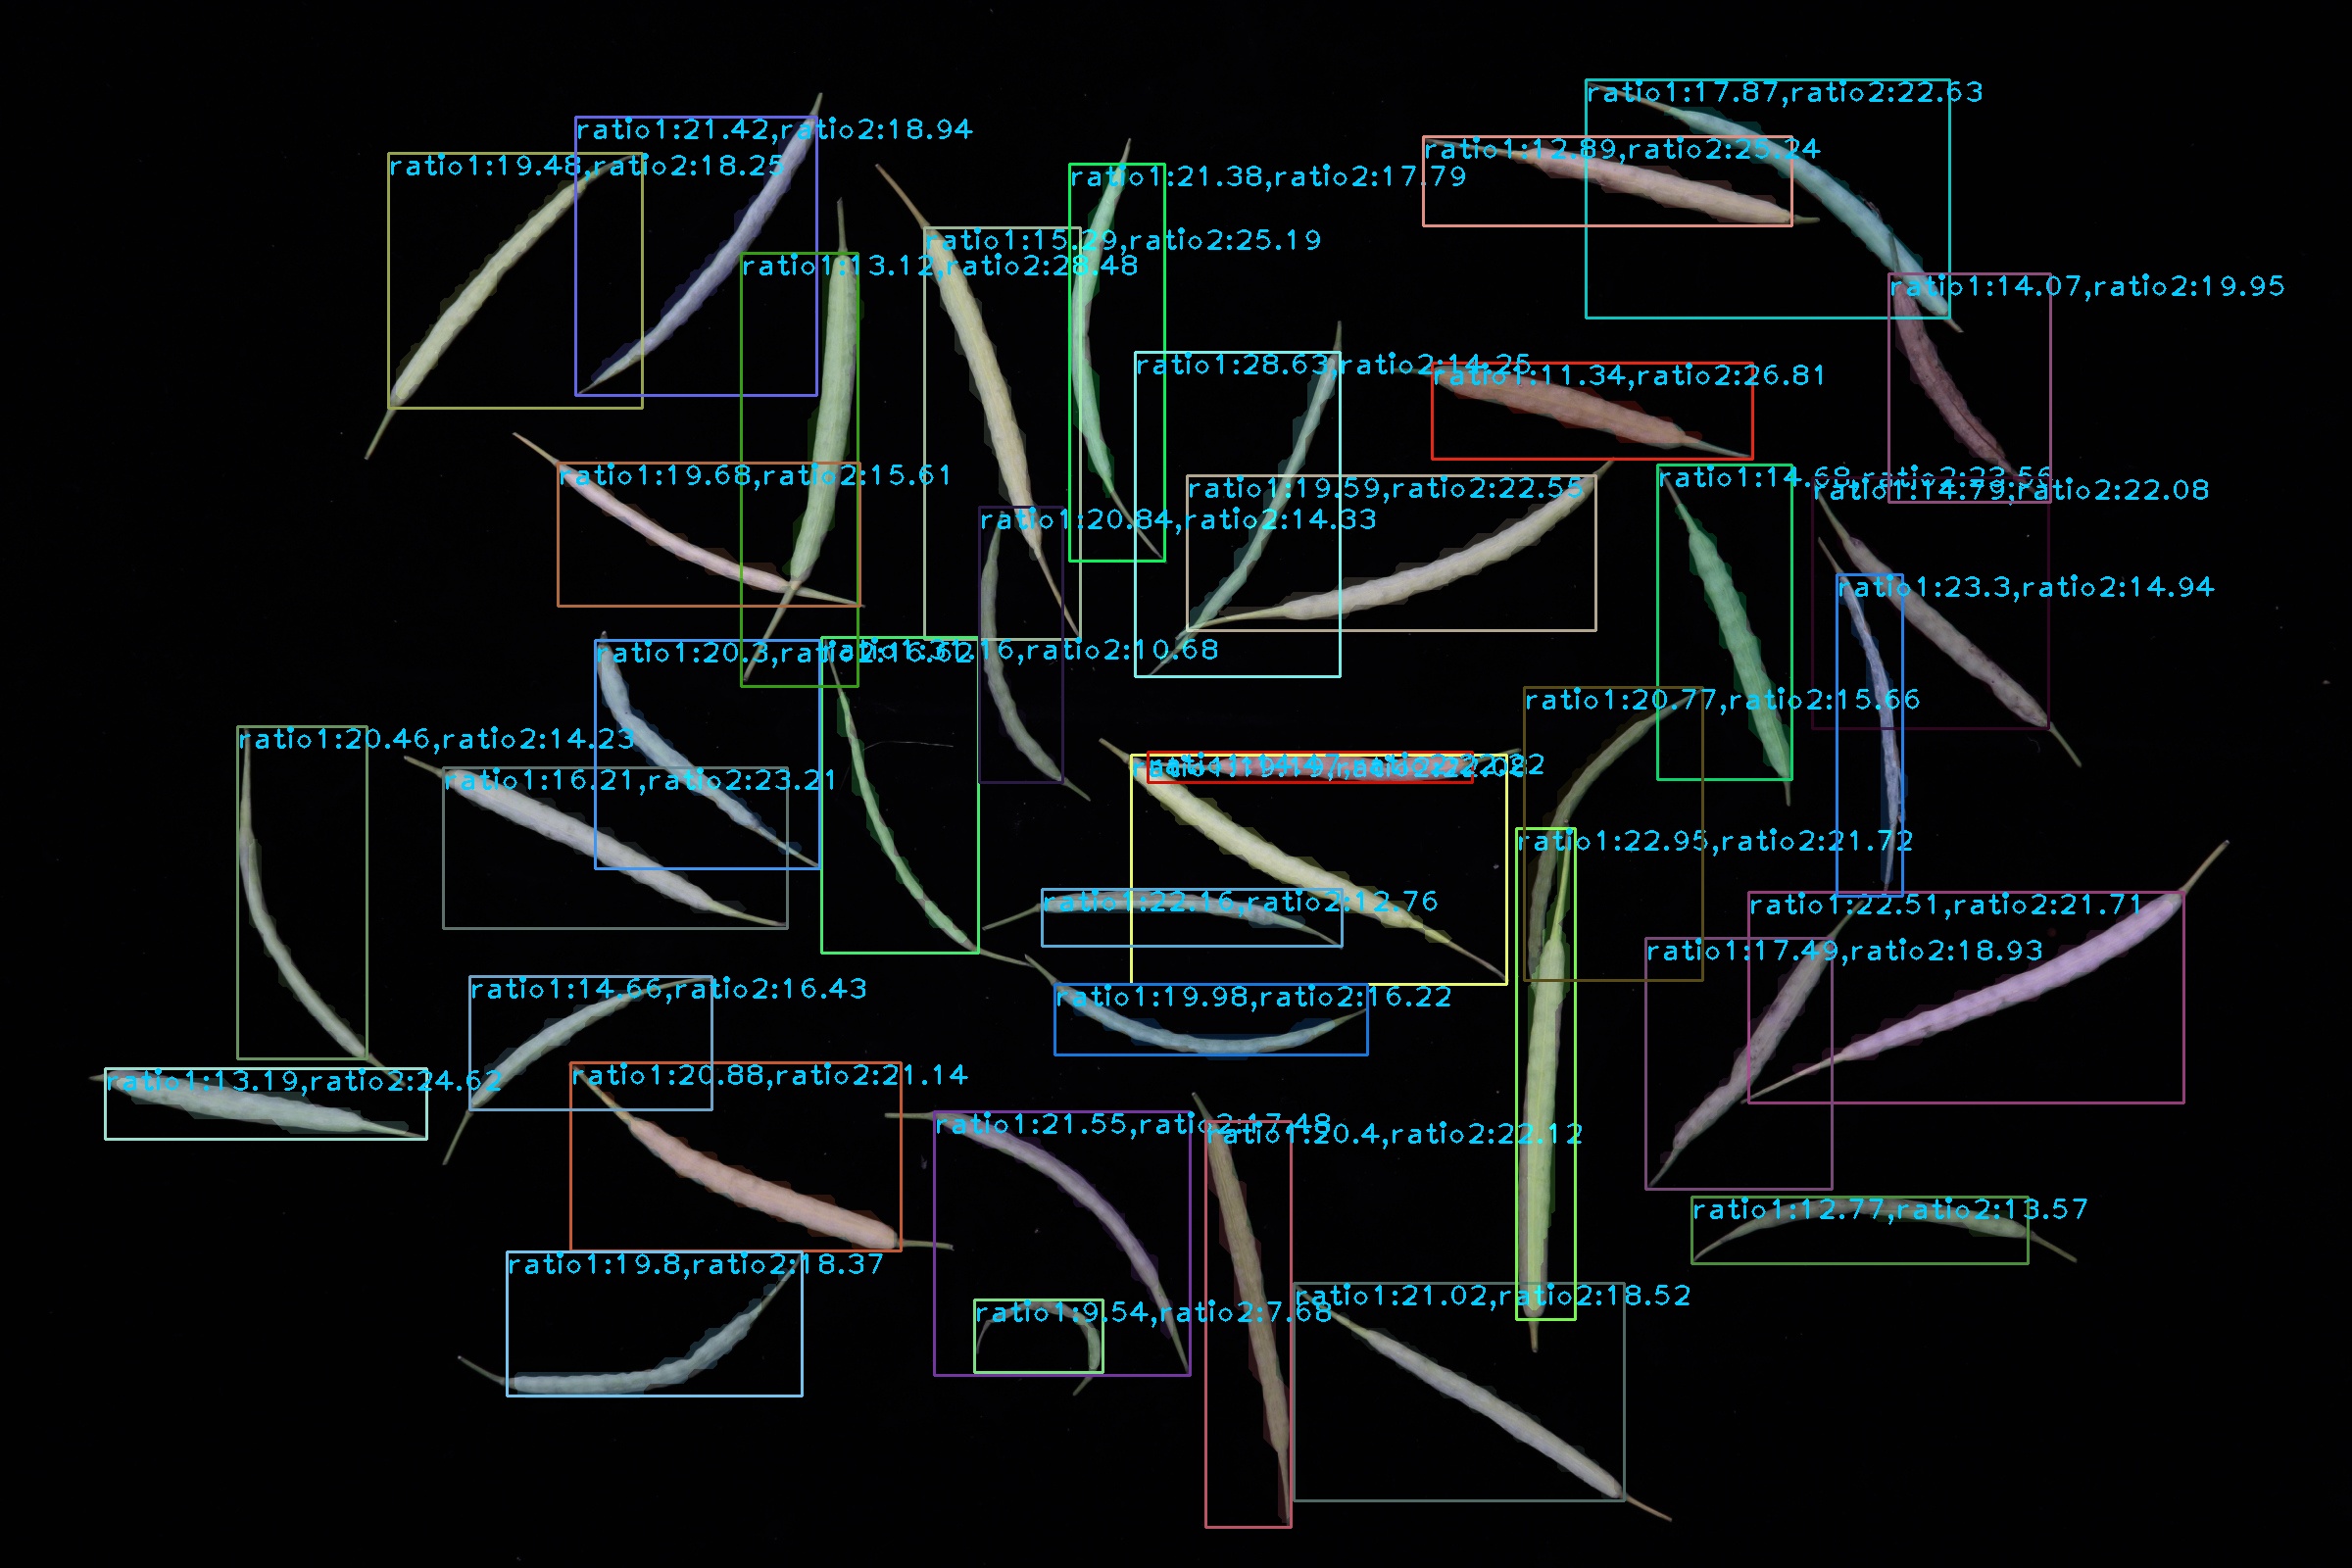 ratio1:17.87,ratio2:22.63
ratio1:21.42,ratio2:18.94
ratio1:12.89,ratio2:25.24
ratio1:19.48,ratio2:18.25
ratio1:21.38,ratio2:17.79
ratio1:15.29,ratio2:25.19
ratio1:13.12,ratio2:28.48
ratio1:14.07,ratio2:19.95
ratio1:28.63,ratio2:14.25
ratio1:11.34,ratio2:26.81
ratio1:19.68,ratio2:15.61
ratio1:14.68,ratio2:23.56
ratio1:19.59,ratio2:22.55
ratio1:14.79,ratio2:22.08
ratio1:20.84,ratio2:14.33
ratio1:23.3,ratio2:14.94
ratio1:20.3,ratio2:16.62
ratio2:10.68
ratio1:20.77,ratio2:15.66
ratio1:20.46,ratio2:14.23
ratio1:16.21,ratio2:23.21
ratio1:22.95,ratio2:21.72
ratio1:22.16,ratio2:12.76
ratio1:22.51,ratio2:21.71
ratio1:17.49,ratio2:18.93
ratio1:14.66,ratio2:16.43
ratio1:19.98,ratio2:16.22
ratio1:20.88,ratio2:21.14
ratio1:13.19,ratio2:24.62
ratio1:21.55,ratio2:17.48
ratio1:20.4,ratio2:22.12
ratio1:12.77,ratio2:13.57
ratio1:19.8,ratio2:18.37
ratio1:21.02,ratio2:18.52
ratio1:9.54,ratio2:7.68